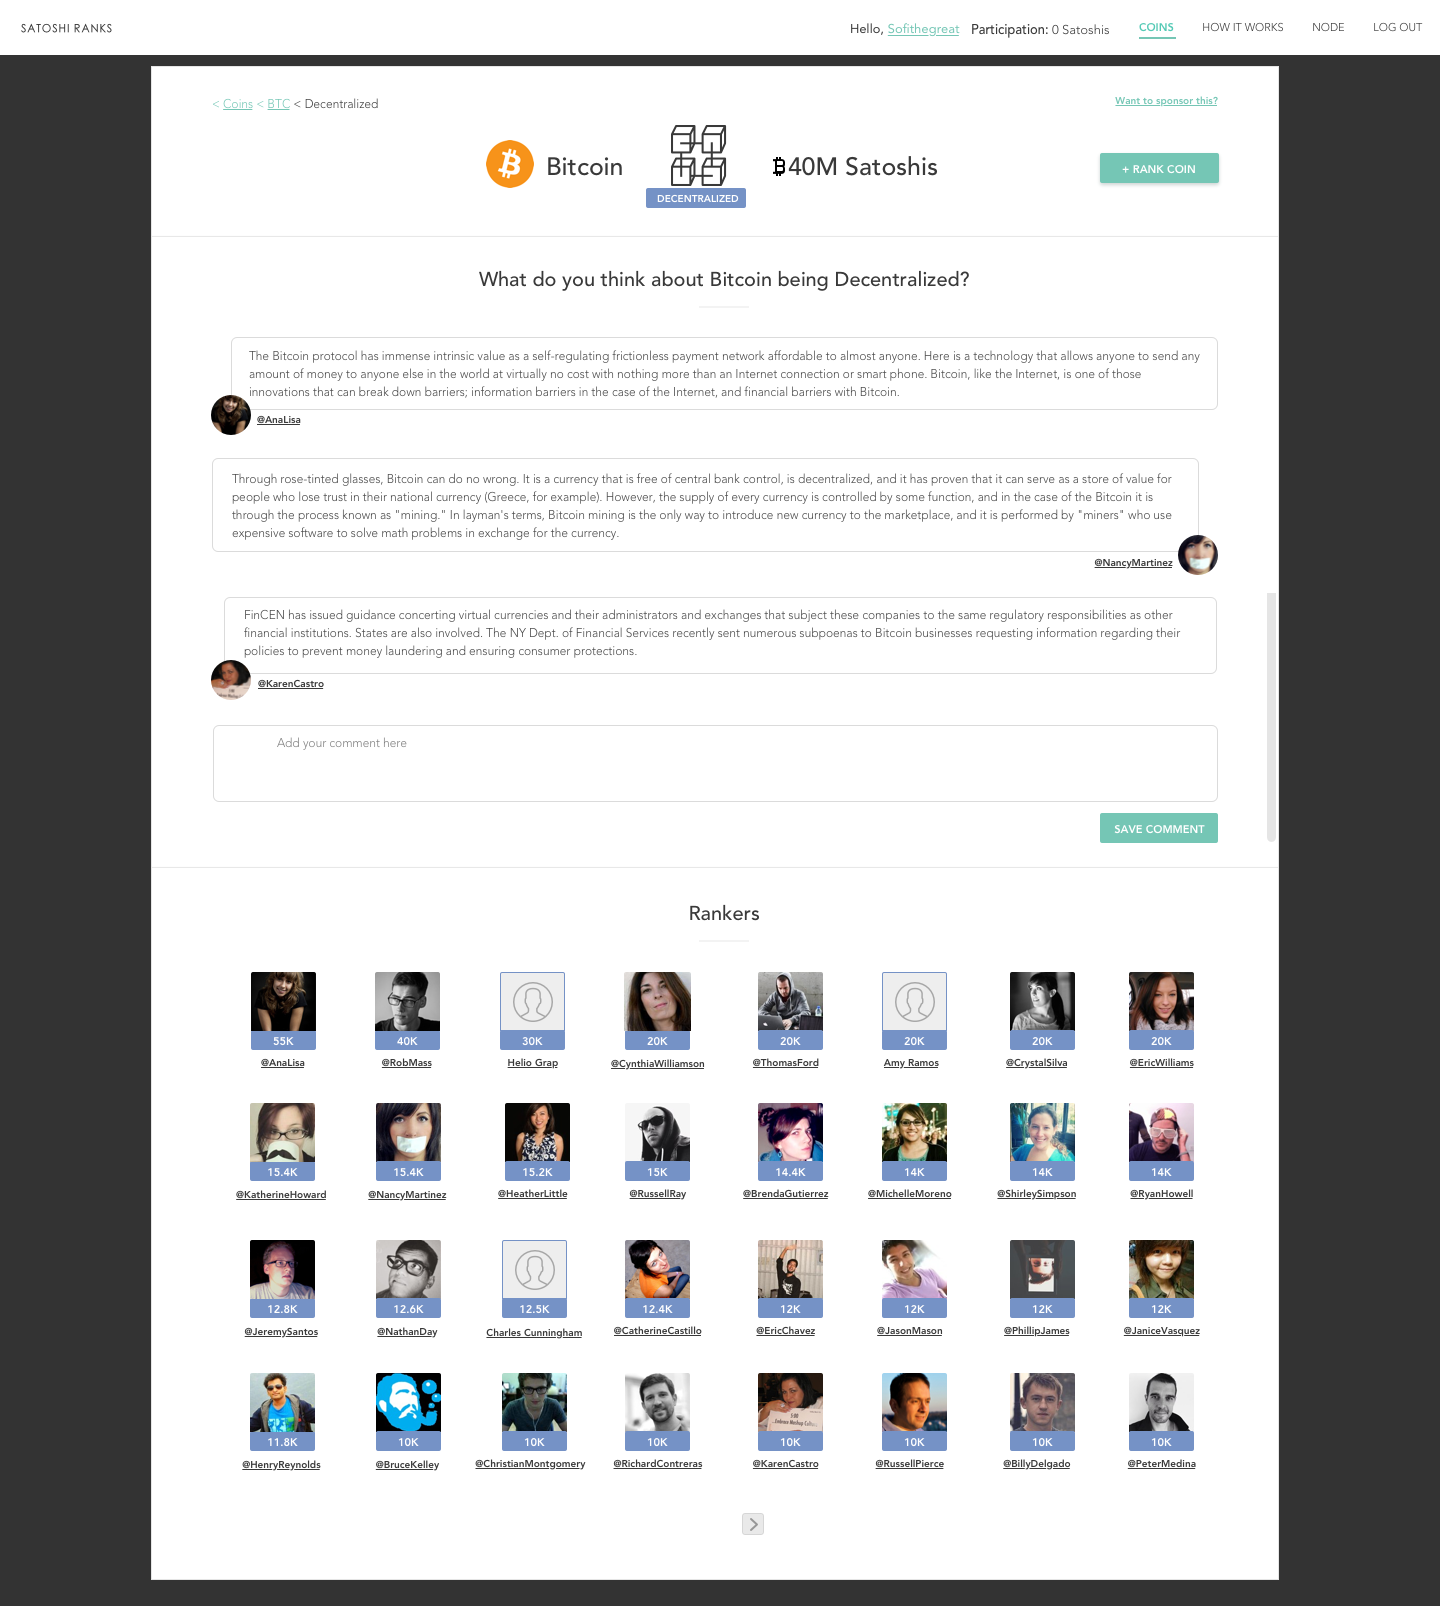 SATOSHI RANKS
Hello, Sofithegreat Participation: 0 Satoshis COINS HOW IT WORKS NODE LOG OUT
< Coins < BTC < Decentralized
Want to sponsor this?
Bitcoin
DECENTRALIZED
₿40M Satoshis
+ RANK COIN
What do you think about Bitcoin being Decentralized?
The Bitcoin protocol has immense intrinsic value as a self-regulating frictionless payment network affordable to almost anyone. Here is a technology that allows anyone to send any
amount of money to anyone else in the world at virtually no cost with nothing more than an Internet connection or smart phone. Bitcoin, like the Internet, is one of those
innovations that can break down barriers; information barriers in the case of the Internet, and financial barriers with Bitcoin.
@AnaLisa
Through rose-tinted glasses, Bitcoin can do no wrong. It is a currency that is free of central bank control, is decentralized, and it has proven that it can serve as a store of value for
people who lose trust in their national currency (Greece, for example). However, the supply of every currency is controlled by some function, and in the case of the Bitcoin it is
through the process known as "mining." In layman's terms, Bitcoin mining is the only way to introduce new currency to the marketplace, and it is performed by "miners" who use
expensive software to solve math problems in exchange for the currency.
@NancyMartinez
FinCEN has issued guidance concerting virtual currencies and their administrators and exchanges that subject these companies to the same regulatory responsibilities as other
financial institutions. States are also involved. The NY Dept. of Financial Services recently sent numerous subpoenas to Bitcoin businesses requesting information regarding their
policies to prevent money laundering and ensuring consumer protections.
@KarenCastro
Add your comment here
SAVE COMMENT
Rankers
55K 40K 30K 20K 20K 20K 20K 20K
@AnaLisa @RobMass Helio Grap @CynthiaWilliamson @ThomasFord Amy Ramos @CrystalSilva @EricWilliams
15.4K 15.4K 15.2K 15K 14.4K 14K 14K 14K
@KatherineHoward @NancyMartinez @HeatherLittle @RussellRay @BrendaGutierrez @MichelleMoreno @ShirleySimpson @RyanHowell
12.8K 12.6K 12.5K 12.4K 12K 12K 12K 12K
@JeremySantos @NathanDay Charles Cunningham @CatherineCastillo @EricChavez @JasonMason @PhillipJames @JaniceVasquez
11.8K 10K 10K 10K 10K 10K 10K 10K
@HenryReynolds @BruceKelley @ChristianMontgomery @RichardContreras @KarenCastro @RussellPierce @BillyDelgado @PeterMedina